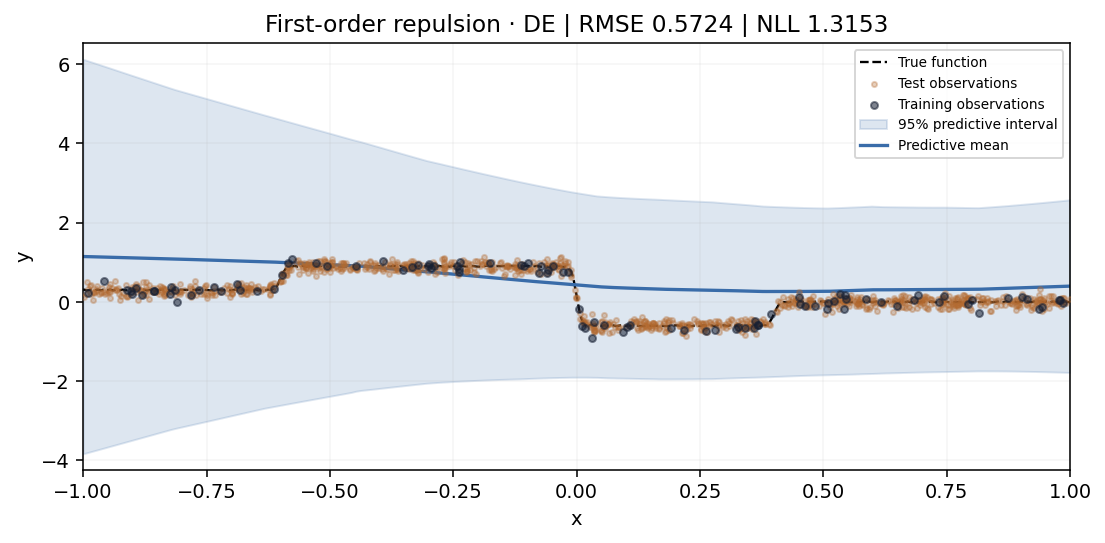 First-order repulsion · DE | RMSE 0.5724 | NLL 1.3153
True function
Test observations
Training observations
95% predictive interval
Predictive mean
y
6
4
2
0
−2
−4
−1.00 −0.75 −0.50 −0.25 0.00 0.25 0.50 0.75 1.00
x